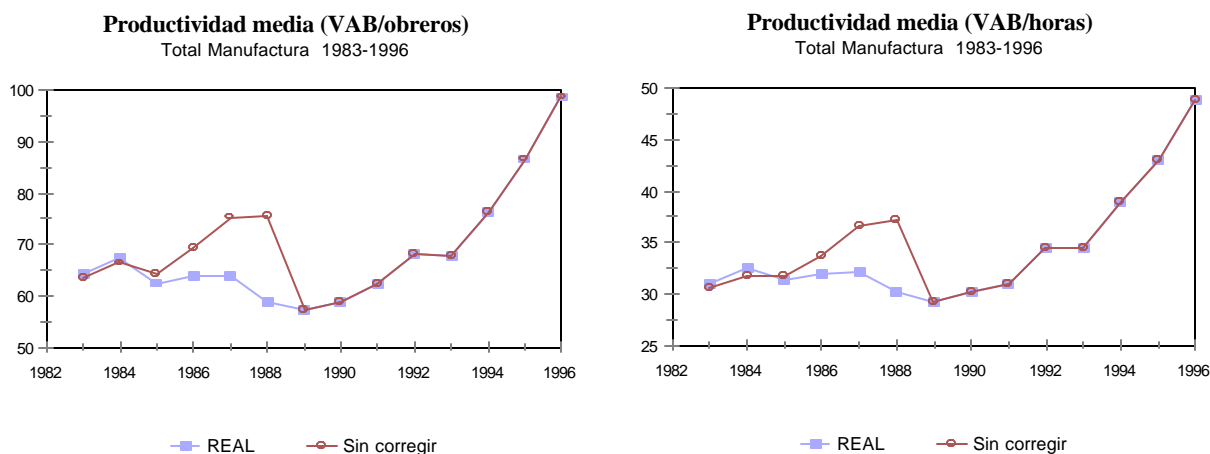 Productividad media (VAB/obreros)
Total Manufactura 1983-1996
100
90
80
70
60
50
1982 1984 1986 1988 1990 1992 1994 1996
REAL Sin corregir
Productividad media (VAB/horas)
Total Manufactura 1983-1996
50
45
40
35
30
25
1982 1984 1986 1988 1990 1992 1994 1996
REAL Sin corregir